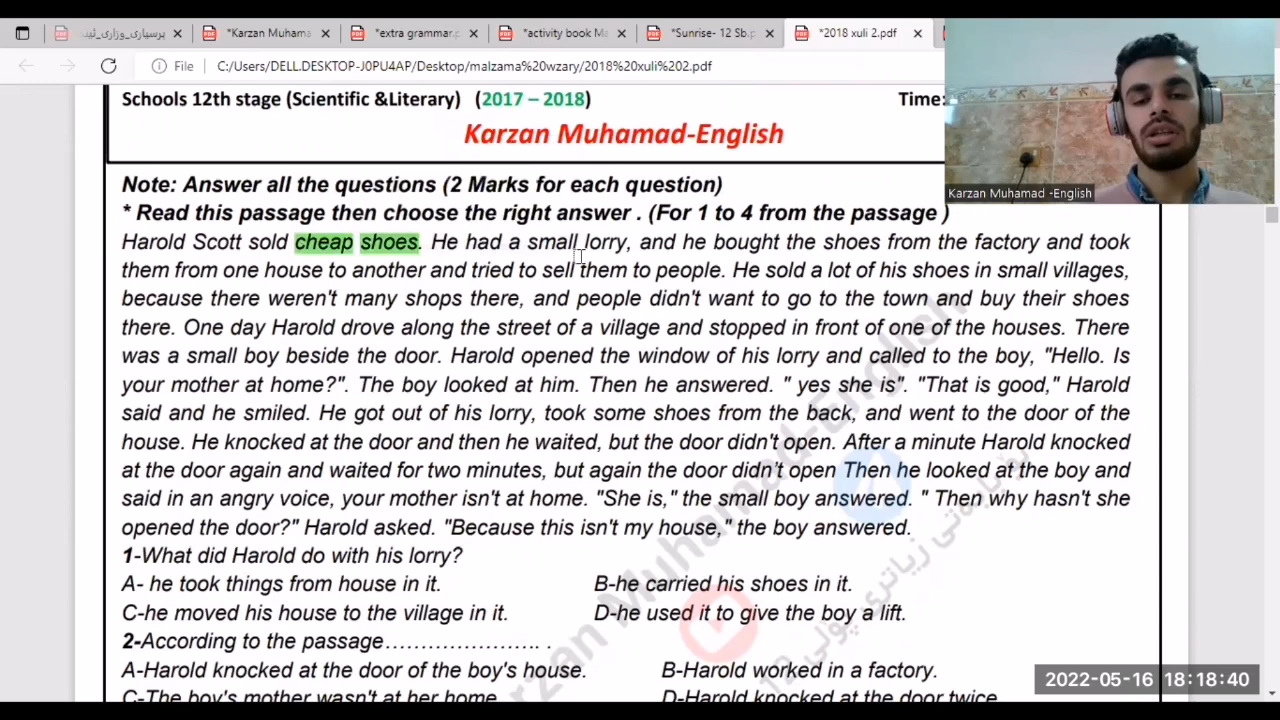 پرسیاری_وزاری_ئینگ
*Karzan Muhama
*extra grammar.p
*activity book Ma
*Sunrise- 12 Sb.p
*2018 xuli 2.pdf
File C:/Users/DELL.DESKTOP-J0PU4AP/Desktop/malzama%20wzary/2018%20xuli%202.pdf
Schools 12th stage (Scientific &Literary) (2017 – 2018) Time:
Karzan Muhamad-English
Karzan Muhamad -English
Note: Answer all the questions (2 Marks for each question)
* Read this passage then choose the right answer . (For 1 to 4 from the passage )
Harold Scott sold cheap shoes. He had a small lorry, and he bought the shoes from the factory and took
them from one house to another and tried to sell them to people. He sold a lot of his shoes in small villages,
because there weren't many shops there, and people didn't want to go to the town and buy their shoes
there. One day Harold drove along the street of a village and stopped in front of one of the houses. There
was a small boy beside the door. Harold opened the window of his lorry and called to the boy, "Hello. Is
your mother at home?". The boy looked at him. Then he answered. " yes she is". "That is good," Harold
said and he smiled. He got out of his lorry, took some shoes from the back, and went to the door of the
house. He knocked at the door and then he waited, but the door didn't open. After a minute Harold knocked
at the door again and waited for two minutes, but again the door didn't open Then he looked at the boy and
said in an angry voice, your mother isn't at home. "She is," the small boy answered. " Then why hasn't she
opened the door?" Harold asked. "Because this isn't my house," the boy answered.
1-What did Harold do with his lorry?
A- he took things from house in it. B-he carried his shoes in it.
C-he moved his house to the village in it. D-he used it to give the boy a lift.
2-According to the passage………………….. .
A-Harold knocked at the door of the boy's house. B-Harold worked in a factory.
C-The boy's mother wasn't at her home D-Harold knocked at the door twice
Karzan Muhamad-English
2022-05-16 18:18:40